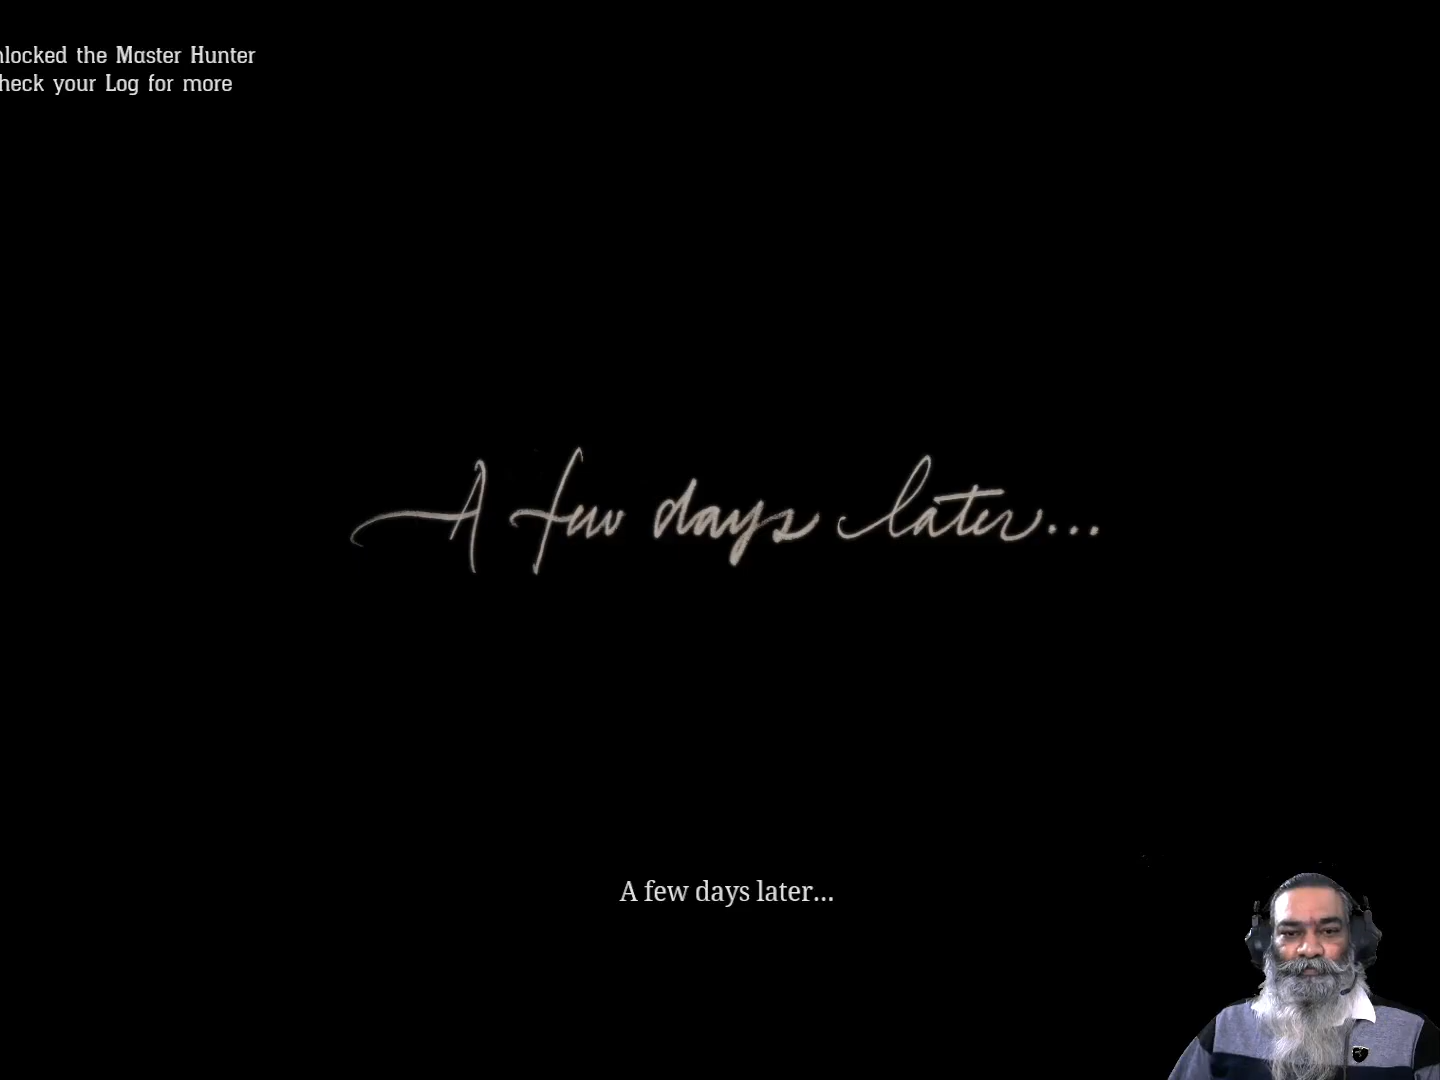 nlocked the Master Hunter
heck your Log for more
A few days later...
A few days later...